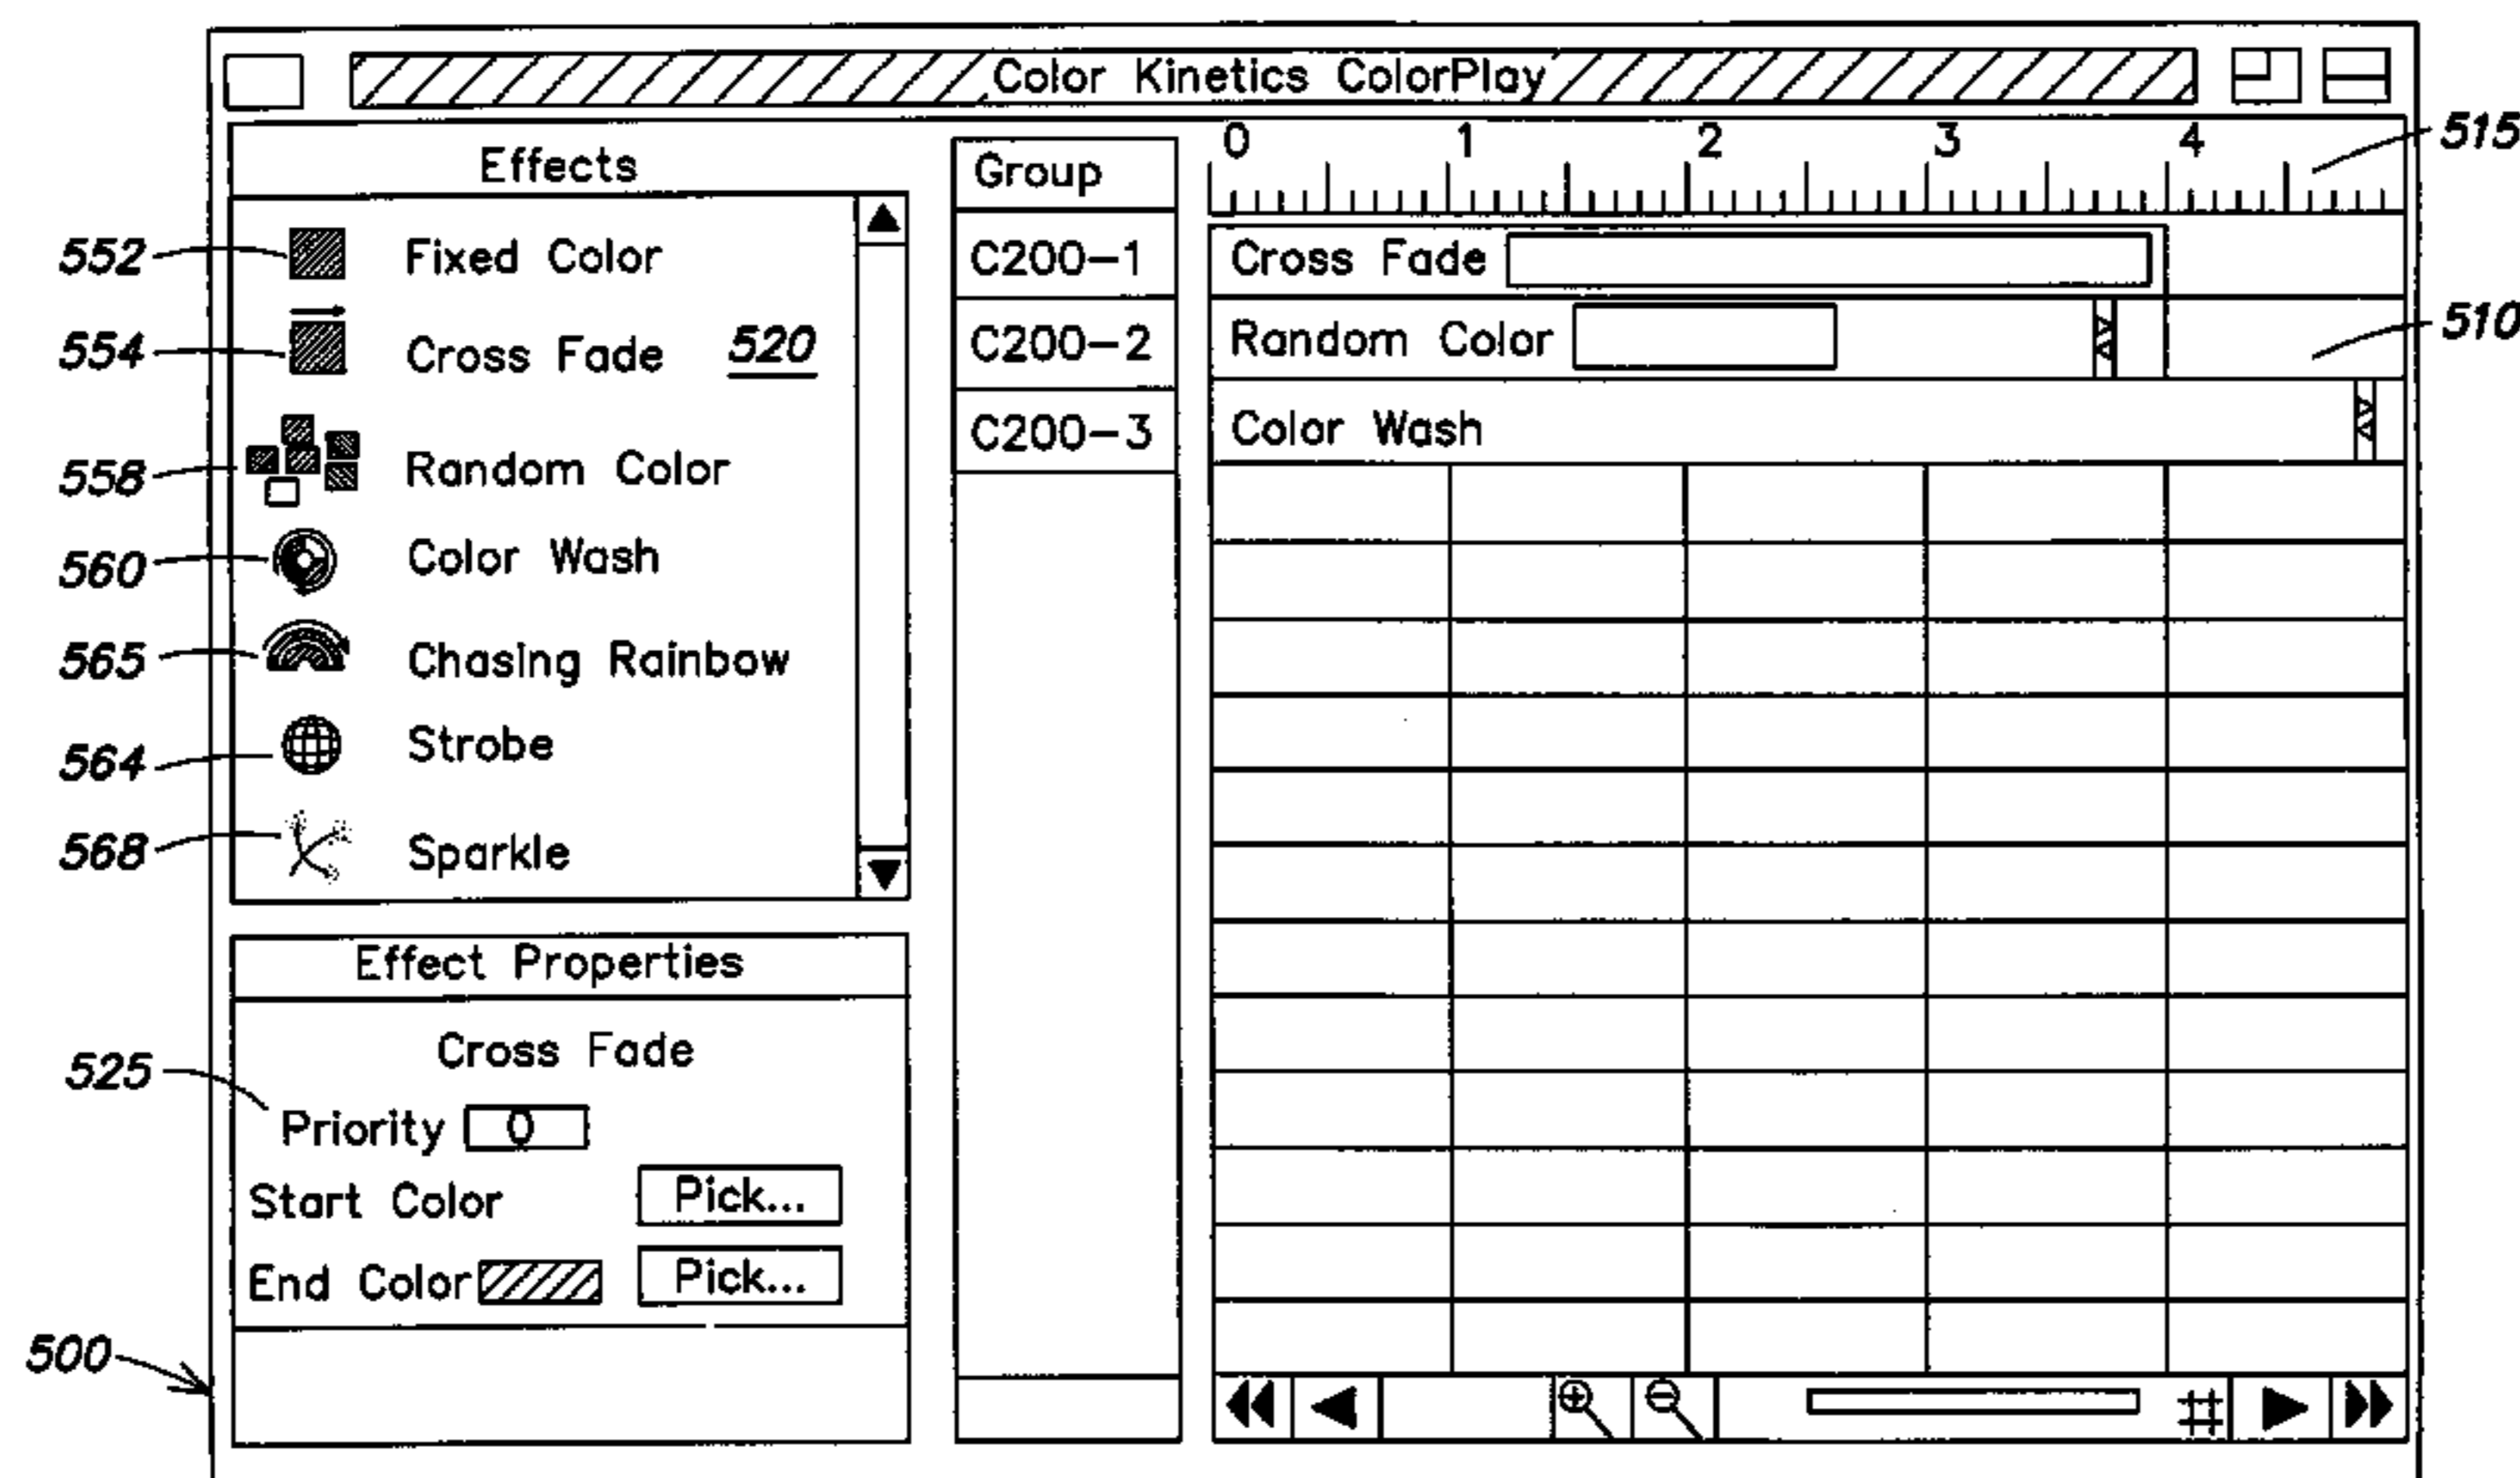 Color Kinetics ColorPlay
Effects
552 Fixed Color
554 Cross Fade 520
558 Random Color
560 Color Wash
565 Chasing Rainbow
564 Strobe
568 Sparkle
Effect Properties
Cross Fade
525
Priority 0
Start Color Pick...
End Color Pick...
500
Group
C200-1
C200-2
C200-3
0 1 2 3 4
515
Cross Fade
Random Color
510
Color Wash